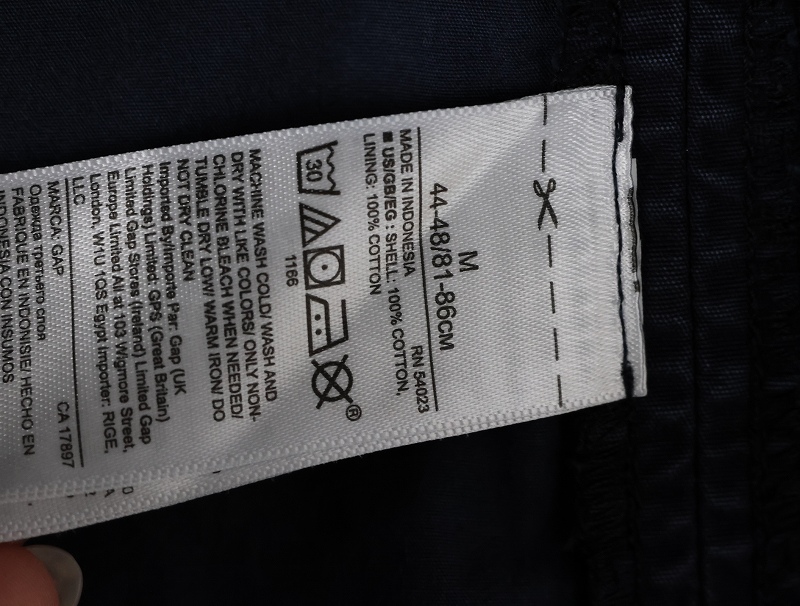 M
44-48/81-86CM
RN 54023
MADE IN INDONESIA
■ US/GB/EG : SHELL: 100% COTTON,
LINING: 100% COTTON
30
®
1166
MACHINE WASH COLD/ WASH AND
DRY WITH LIKE COLORS/ ONLY NON-
CHLORINE BLEACH WHEN NEEDED/
TUMBLE DRY LOW/ WARM IRON/ DO
NOT DRY CLEAN
Imported By/Importe Par: Gap (UK
Holdings) Limited: GPS (Great Britain)
Limited Gap Stores (Ireland) Limited Gap
Europe Limited All at 103 Wigmore Street,
London, W1U 1QS Egypt Importer: RIGE,
LLC
CA 17897
MARCA: GAP
Одежда третьего слоя
FABRIQUE EN INDONISIE/ HECHO EN
INDONESIA CON INSUMOS